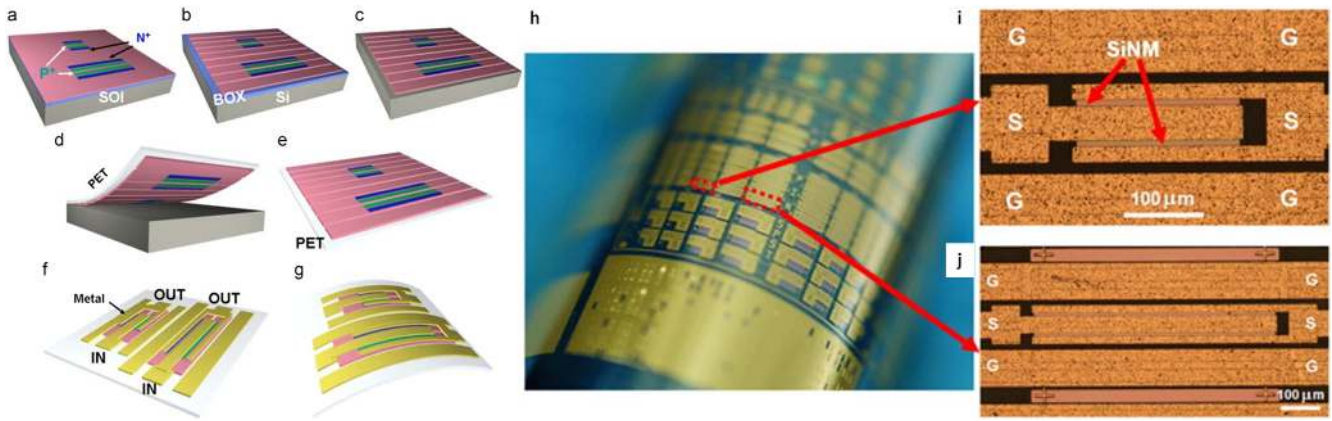 a
P⁺
N⁺
SOI
b
BOX
Si
c
d
PET
e
PET
f
Metal
OUT
OUT
IN
IN
g
h
i
G
G
SiNM
S
S
G
G
100 μm
j
G
G
S
S
G
G
100 μm